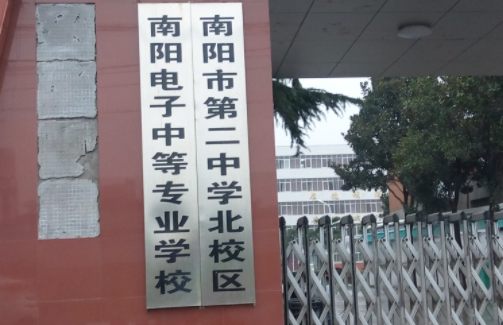 南阳市第二中学北校区
南阳电子中等专业学校